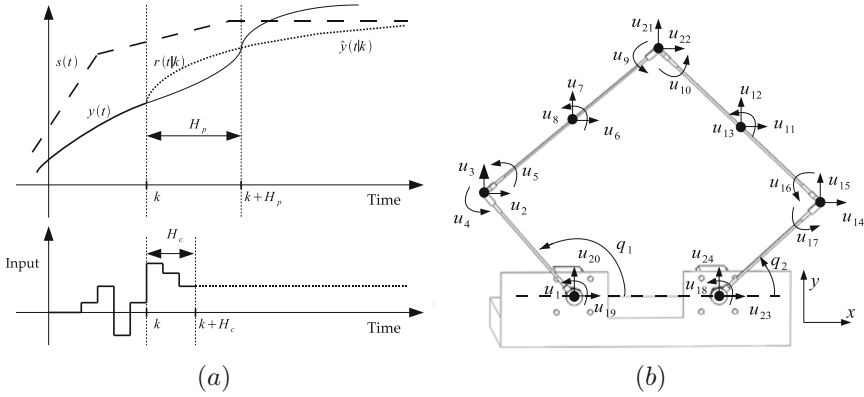 s(t)
r(t|k)
ŷ(t|k)
y(t)
H_p
Time
k
k+H_p
Input
H_c
Time
k
k+H_c
(a)
u_21
u_22
u_9
u_10
u_7
u_8
u_6
u_12
u_13
u_11
u_3
u_5
u_2
u_4
u_16
u_15
u_14
u_17
q_1
q_2
u_20
u_24
u_1
u_18
u_19
u_23
y
x
(b)